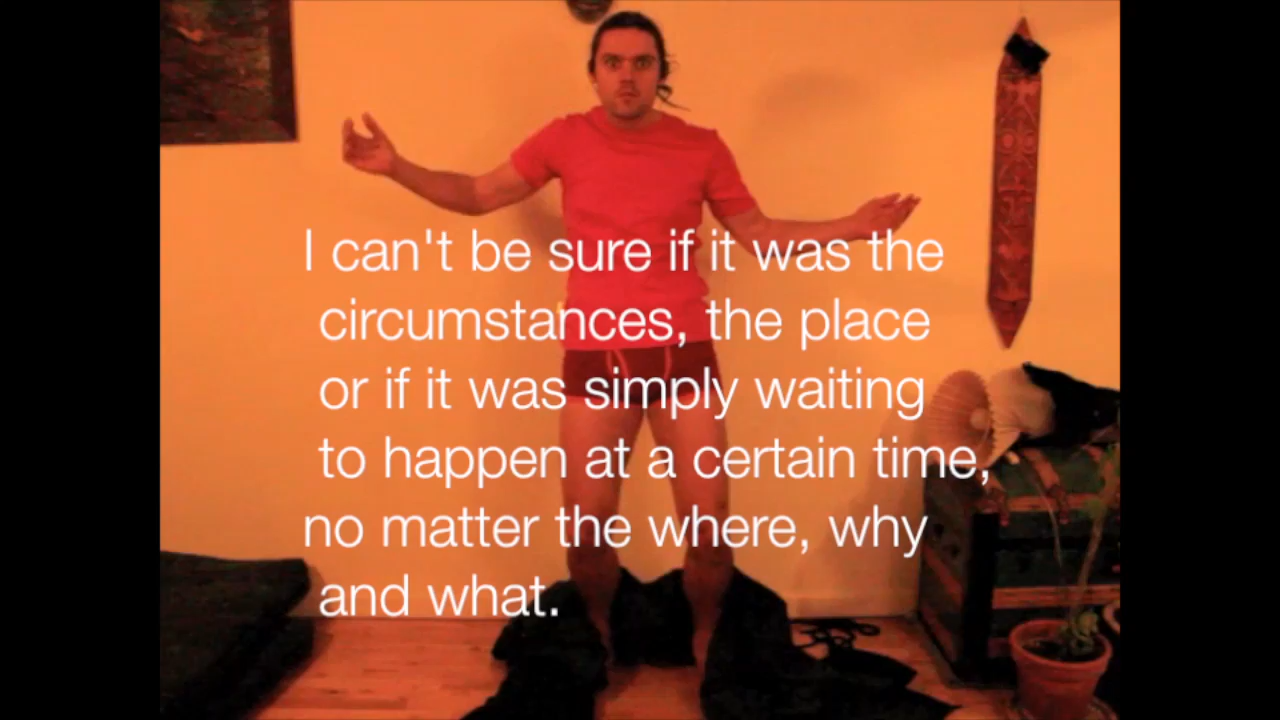 I can't be sure if it was the
circumstances, the place
or if it was simply waiting
to happen at a certain time,
no matter the where, why
and what.